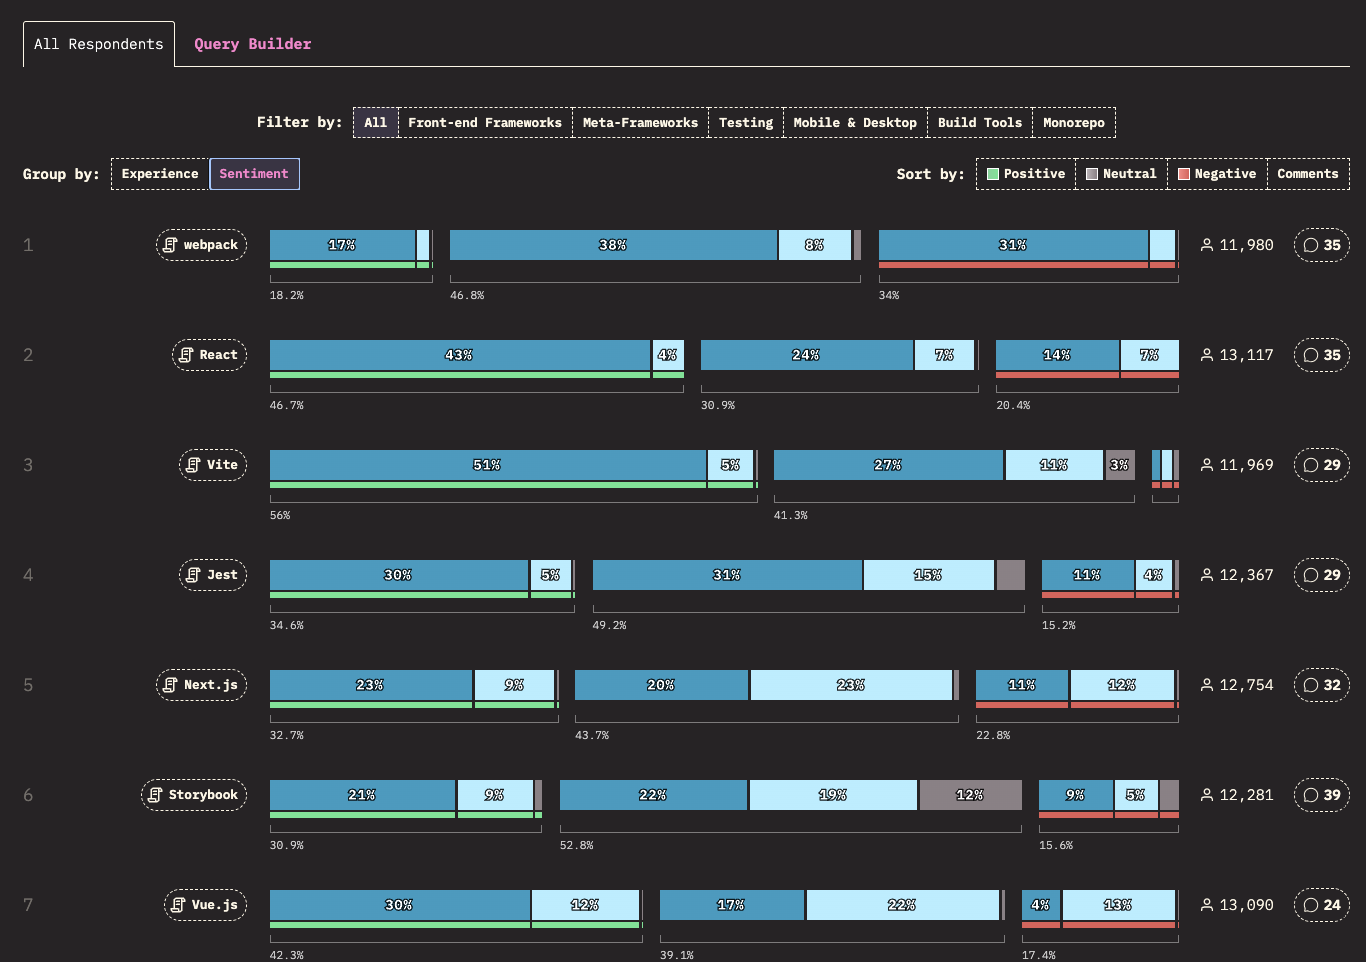 All Respondents Query Builder
Filter by: All Front-end Frameworks Meta-Frameworks Testing Mobile & Desktop Build Tools Monorepo
Group by: Experience Sentiment Sort by: Positive Neutral Negative Comments
1 webpack 17% 38% 8% 31% 11,980 35
18.2% 46.8% 34%
2 React 43% 4% 24% 7% 14% 7% 13,117 35
46.7% 30.9% 20.4%
3 Vite 51% 5% 27% 11% 3% 11,969 29
56% 41.3%
4 Jest 30% 5% 31% 15% 11% 4% 12,367 29
34.6% 49.2% 15.2%
5 Next.js 23% 9% 20% 23% 11% 12% 12,754 32
32.7% 43.7% 22.8%
6 Storybook 21% 9% 22% 19% 12% 9% 5% 12,281 39
30.9% 52.8% 15.6%
7 Vue.js 30% 12% 17% 22% 4% 13% 13,090 24
42.3% 39.1% 17.4%